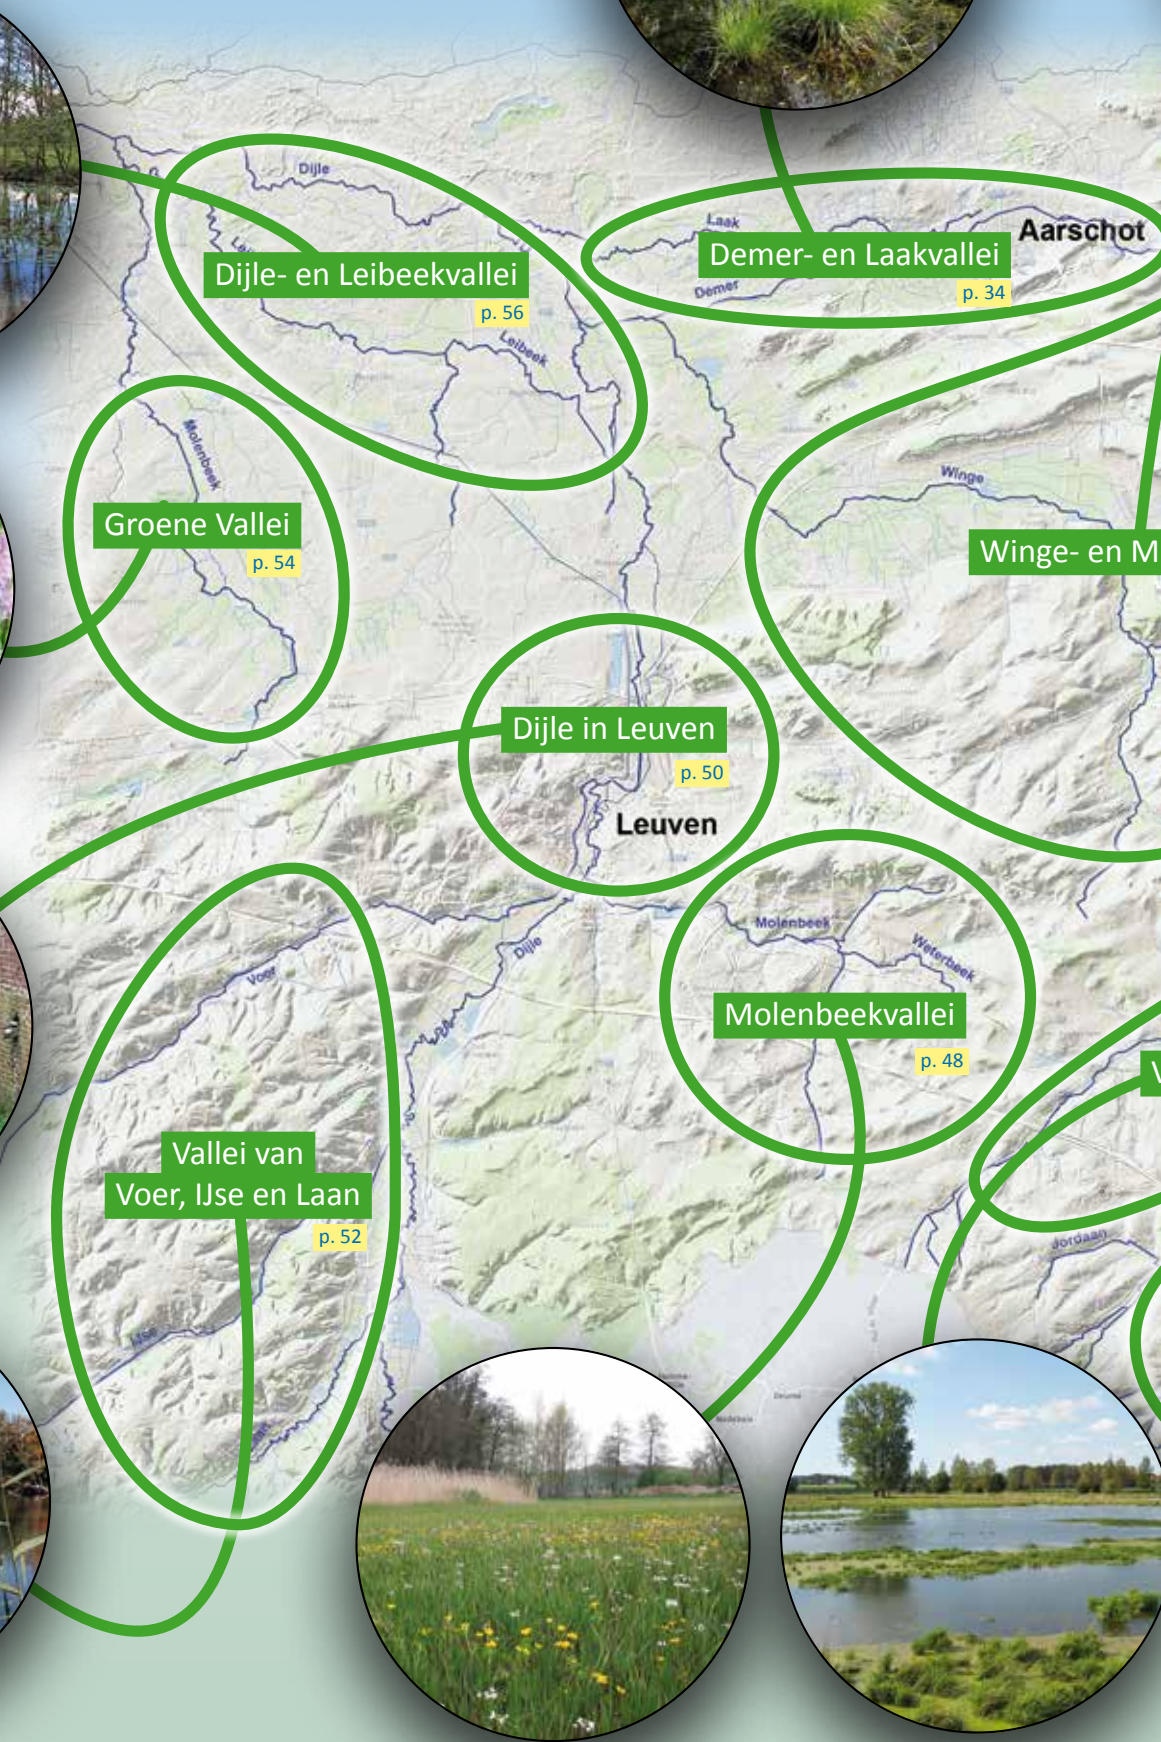 Dijle
Laak
Aarschot
Demer- en Laakvallei
Dijle- en Leibeekvallei
Demer
p. 34
p. 56
Leibeek
Molenbeek
Winge
Groene Vallei
Winge- en M
p. 54
Dijle in Leuven
p. 50
Leuven
Molenbeek
Dijle
Weterbeek
Voer
Molenbeekvallei
p. 48
V
Vallei van
Voer, IJse en Laan
p. 52
Jordaan
IJse